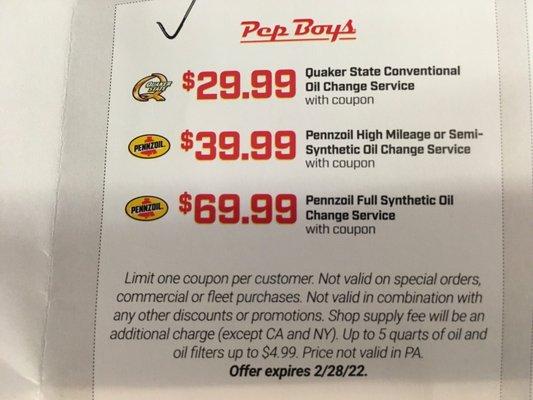 Pep Boys
QUAKER STATE
$29.99
Quaker State Conventional
Oil Change Service
with coupon
PENNZOIL
$39.99
Pennzoil High Mileage or Semi-
Synthetic Oil Change Service
with coupon
PENNZOIL
$69.99
Pennzoil Full Synthetic Oil
Change Service
with coupon
Limit one coupon per customer. Not valid on special orders,
commercial or fleet purchases. Not valid in combination with
any other discounts or promotions. Shop supply fee will be an
additional charge (except CA and NY). Up to 5 quarts of oil and
oil filters up to $4.99. Price not valid in PA.
Offer expires 2/28/22.